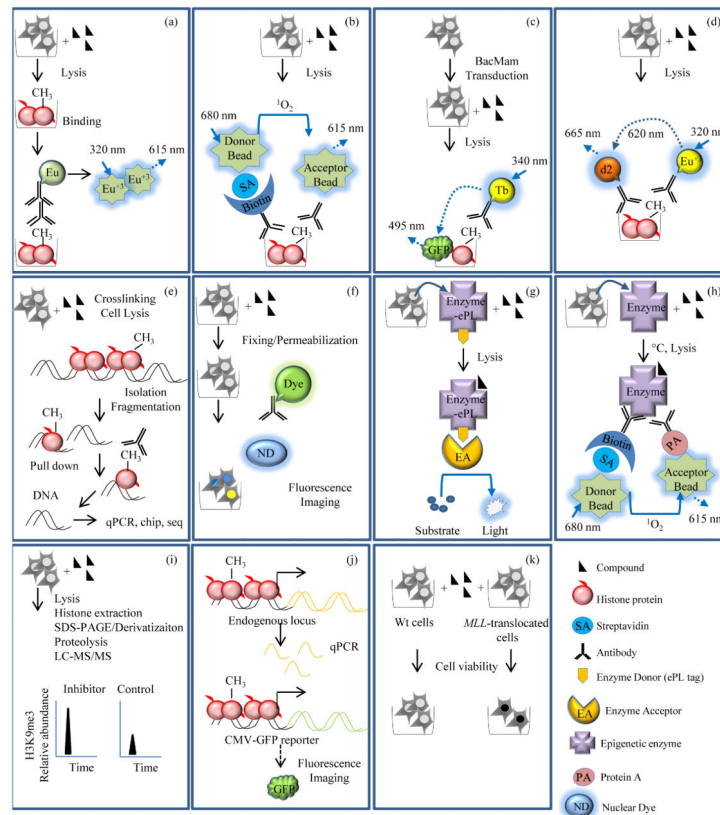 (a)
+
Lysis
CH3
Binding
Eu
320 nm
615 nm
Eu+3
Eu+3
CH3
(b)
+
Lysis
680 nm
1O2
615 nm
Donor
Bead
Acceptor
Bead
SA
Biotin
CH3
(c)
BacMam
Transduction
+
Lysis
340 nm
Tb
495 nm
CH3
GFP
(d)
+
Lysis
665 nm
620 nm
320 nm
d2
CH3
(e)
+
Crosslinking
Cell Lysis
CH3
Isolation
Fragmentation
CH3
Pull down
CH3
DNA
qPCR, chip, seq
(f)
+
Fixing/Permeabilization
Dye
ND
Fluorescence
Imaging
(g)
Enzyme
-ePL
+
Lysis
Enzyme
-ePL
EA
Substrate
Light
(h)
Enzyme
+
°C, Lysis
Enzyme
Biotin
SA
PA
Donor
Bead
Acceptor
Bead
680 nm
1O2
615 nm
(i)
+
Lysis
Histone extraction
SDS-PAGE/Derivatizaiton
Proteolysis
LC-MS/MS
Inhibitor
Control
H3K9me3
Relative abundance
Time
Time
(j)
CH3
Endogenous locus
qPCR
CH3
CMV-GFP reporter
Fluorescence
Imaging
GFP
(k)
+
+
Wt cells
MLL-translocated
cells
Cell viability
Compound
Histone protein
SA
Streptavidin
Antibody
Enzyme Donor (ePL tag)
EA
Enzyme Acceptor
Epigenetic enzyme
PA
Protein A
ND
Nuclear Dye